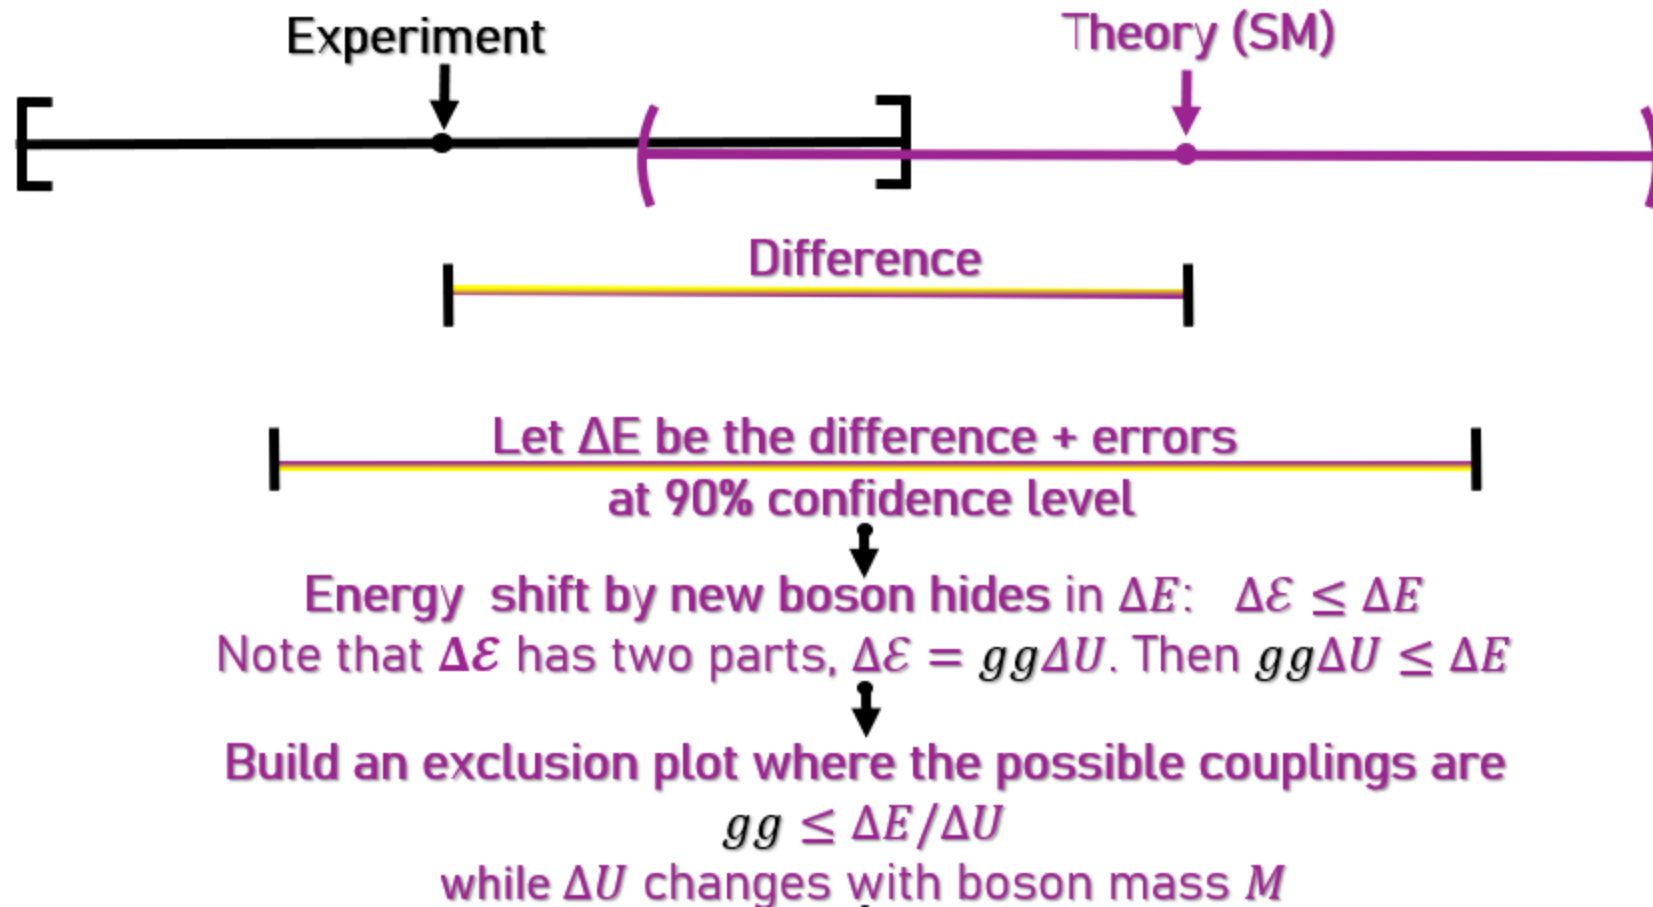 Experiment
Theory (SM)
Difference
Let ΔE be the difference + errors
at 90% confidence level
Energy shift by new boson hides in ΔE: Δℰ ≤ ΔE
Note that Δℰ has two parts, Δℰ = ggΔU. Then ggΔU ≤ ΔE
Build an exclusion plot where the possible couplings are
gg ≤ ΔE/ΔU
while ΔU changes with boson mass M